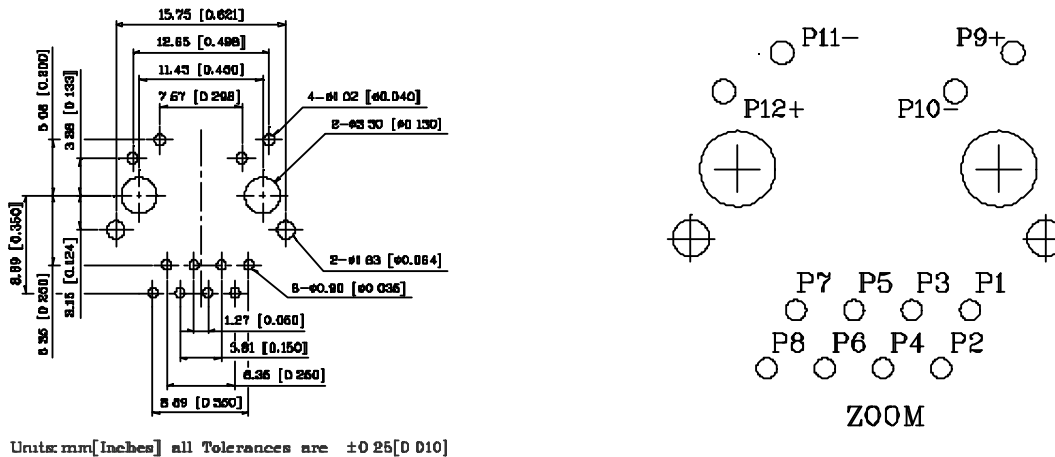 15.75 [0.621]
12.65 [0.498]
11.43 [0.450]
7.57 [0.298]
5.08 [0.200]
3.38 [0.133]
4-ø1.02 [ø0.040]
2-ø3.30 [ø0.130]
8.89 [0.350]
6.35 [0.250]
3.15 [0.124]
2-ø1.63 [ø0.064]
8-ø0.90 [ø0.035]
1.27 [0.050]
3.81 [0.150]
6.35 [0.250]
8.89 [0.350]
Units: mm[Inches] all Tolerances are ±0.25[0.010]
P11- P9+
P12+ P10-
P7 P5 P3 P1
P8 P6 P4 P2
ZOOM